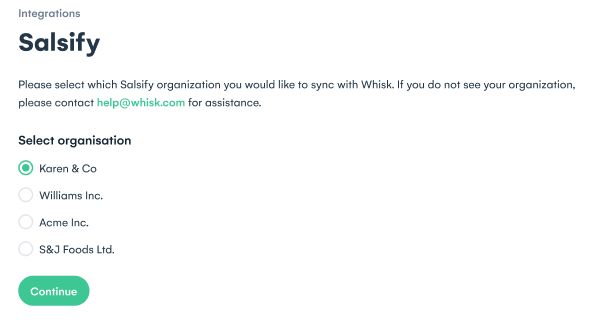 Integrations
Salsify
Please select which Salsify organization you would like to sync with Whisk. If you do not see your organization,
please contact help@whisk.com for assistance.
Select organisation
Karen & Co
Williams Inc.
Acme Inc.
S&J Foods Ltd.
Continue